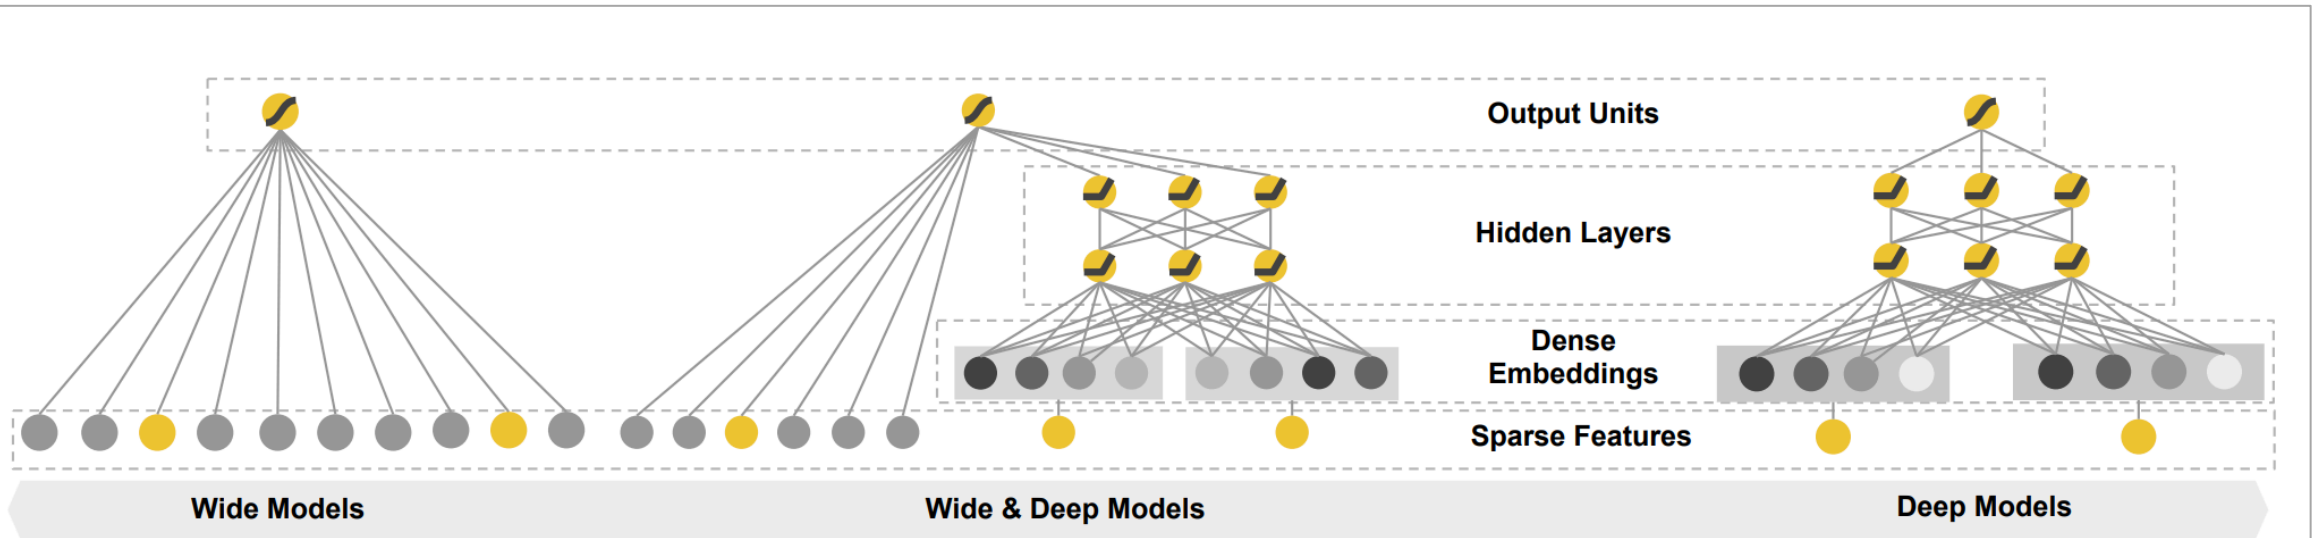 Output Units
Hidden Layers
Dense
Embeddings
Sparse Features
Wide Models
Wide & Deep Models
Deep Models